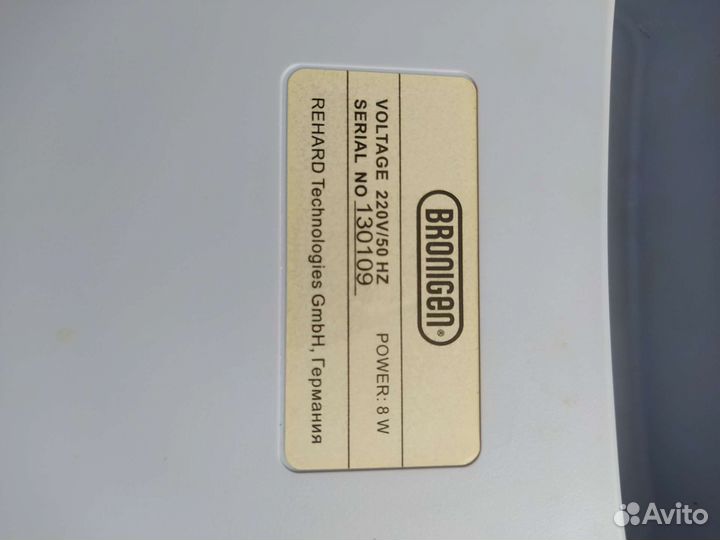 BRONIGEN®
VOLTAGE 220V/50 HZ POWER: 8 W
SERIAL NO 130109
REHARD Technologies GmbH, Германия
Avito